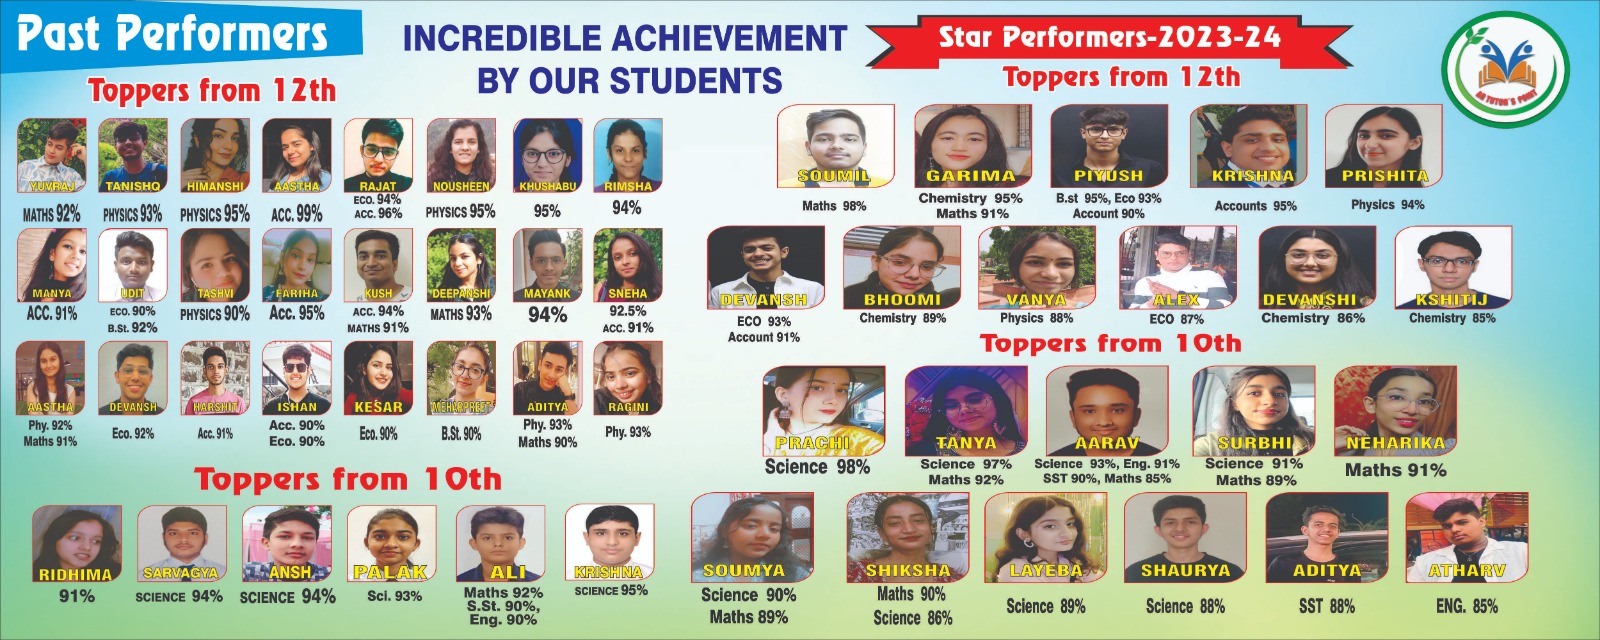 Past Performers
INCREDIBLE ACHIEVEMENT
BY OUR STUDENTS
Star Performers-2023-24
Toppers from 12th
YUVRAJ
MATHS 92%
TANISHQ
PHYSICS 93%
HIMANSHI
PHYSICS 95%
AASTHA
ACC. 99%
RAJAT
ECO. 94%
ACC. 96%
NOUSHEEN
PHYSICS 95%
KHUSHABU
95%
RIMSHA
94%
MANYA
ACC. 91%
UDIT
ECO. 90%
B.St. 92%
TASHVI
PHYSICS 90%
FARIHA
Acc. 95%
KUSH
ACC. 94%
MATHS 91%
DEEPANSHI
MATHS 93%
MAYANK
94%
SNEHA
92.5%
ACC. 91%
AASTHA
Phy. 92%
Maths 91%
DEVANSH
Eco. 92%
HARSHIT
Acc. 91%
ISHAN
Acc. 90%
Eco. 90%
KESAR
Eco. 90%
MEHARPREET
B.St. 90%
ADITYA
Phy. 93%
Maths 90%
RAGINI
Phy. 93%
Toppers from 10th
RIDHIMA
91%
SARVAGYA
SCIENCE 94%
ANSH
SCIENCE 94%
PALAK
Sci. 93%
ALI
Maths 92%
S.St. 90%,
Eng. 90%
KRISHNA
SCIENCE 95%
Toppers from 12th
SOUMIL
Maths 98%
GARIMA
Chemistry 95%
Maths 91%
PIYUSH
B.st 95%, Eco 93%
Account 90%
KRISHNA
Accounts 95%
PRISHITA
Physics 94%
DEVANSH
ECO 93%
Account 91%
BHOOMI
Chemistry 89%
VANYA
Physics 88%
ALEX
ECO 87%
DEVANSHI
Chemistry 86%
KSHITIJ
Chemistry 85%
Toppers from 10th
PRACHI
Science 98%
TANYA
Science 97%
Maths 92%
AARAV
Science 93%, Eng. 91%
SST 90%, Maths 85%
SURBHI
Science 91%
Maths 89%
NEHARIKA
Maths 91%
SOUMYA
Science 90%
Maths 89%
SHIKSHA
Maths 90%
Science 86%
LAYEBA
Science 89%
SHAURYA
Science 88%
ADITYA
SST 88%
ATHARV
ENG. 85%
TUTOR'S POINT